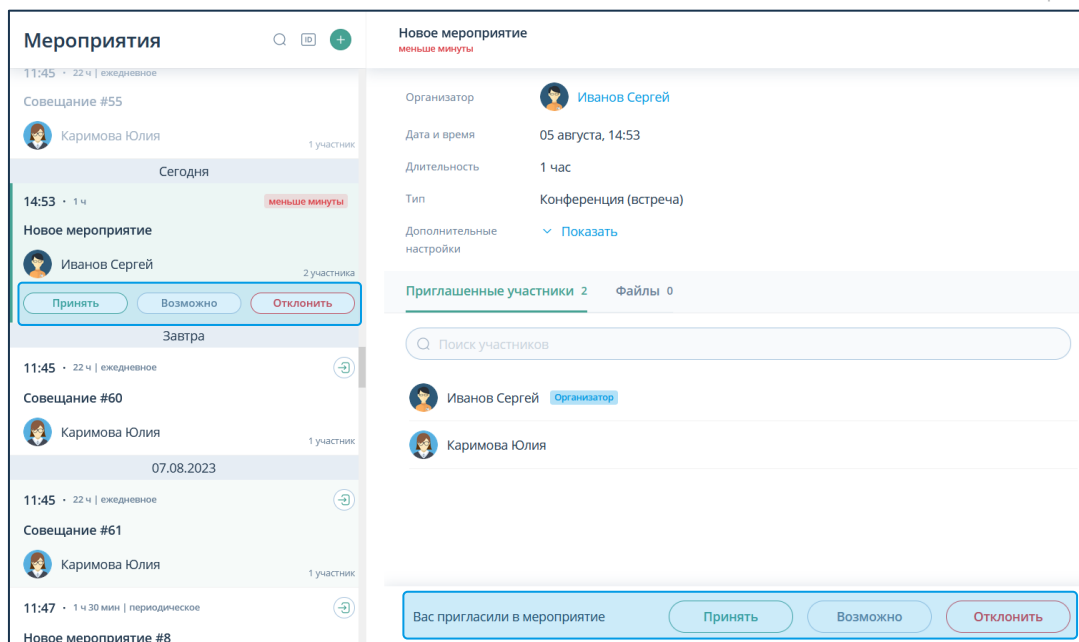 Мероприятия
ID
11:45 · 22 ч | ежедневное
Совещание #55
Каримова Юлия
1 участник
Сегодня
14:53 · 1 ч
меньше минуты
Новое мероприятие
Иванов Сергей
2 участника
Принять
Возможно
Отклонить
Завтра
11:45 · 22 ч | ежедневное
Совещание #60
Каримова Юлия
1 участник
07.08.2023
11:45 · 22 ч | ежедневное
Совещание #61
Каримова Юлия
1 участник
11:47 · 1 ч 30 мин | периодическое
Новое мероприятие #8
Новое мероприятие
меньше минуты
Организатор Иванов Сергей
Дата и время 05 августа, 14:53
Длительность 1 час
Тип Конференция (встреча)
Дополнительные
настройки
Показать
Приглашенные участники 2 Файлы 0
Поиск участников
Иванов Сергей Организатор
Каримова Юлия
Вас пригласили в мероприятие Принять Возможно Отклонить